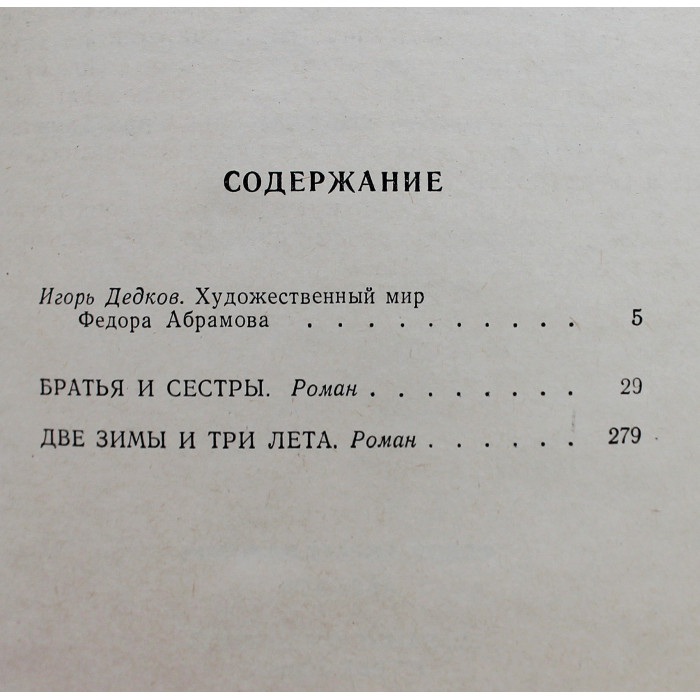 СОДЕРЖАНИЕ
Игорь Дедков. Художественный мир
Федора Абрамова . . . . . . . . . . 5
БРАТЬЯ И СЕСТРЫ. Роман . . . . . . . . 29
ДВЕ ЗИМЫ И ТРИ ЛЕТА. Роман . . . . . . 279